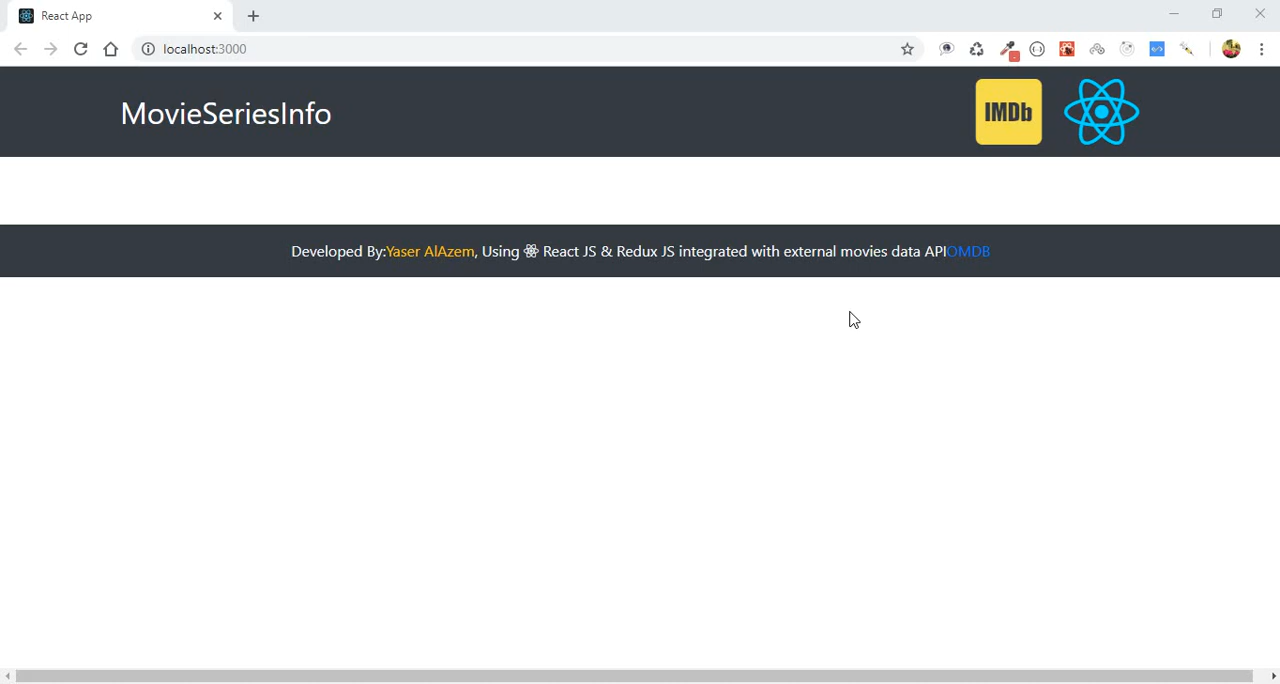 React App
localhost:3000
MovieSeriesInfo
IMDb
Developed By:Yaser AlAzem, Using React JS & Redux JS integrated with external movies data APIOMDB